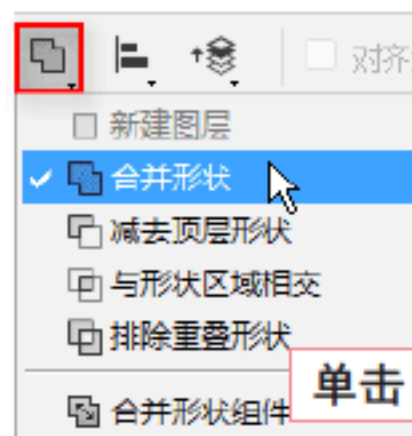 对齐
新建图层
合并形状
减去顶层形状
与形状区域相交
排除重叠形状
单击
合并形状组件